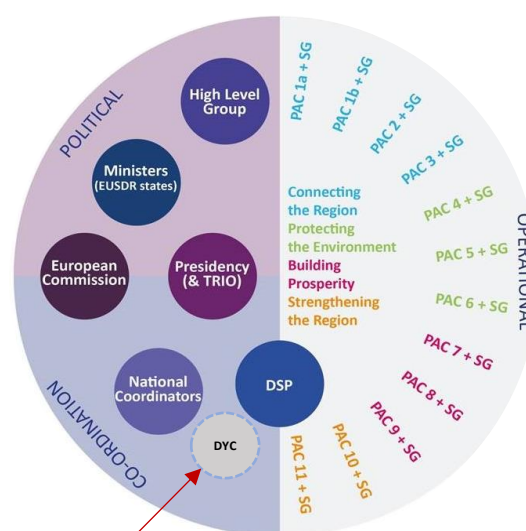 POLITICAL
High Level
Group
Ministers
(EUSDR states)
European
Commission
Presidency
(& TRIO)
CO-ORDINATION
National
Coordinators
DYC
DSP
OPERATIONAL
Connecting
the Region
Protecting
the Environment
Building
Prosperity
Strengthening
the Region
PAC 1a + SG
PAC 1b + SG
PAC 2 + SG
PAC 3 + SG
PAC 4 + SG
PAC 5 + SG
PAC 6 + SG
PAC 7 + SG
PAC 8 + SG
PAC 9 + SG
PAC 10 + SG
PAC 11 + SG